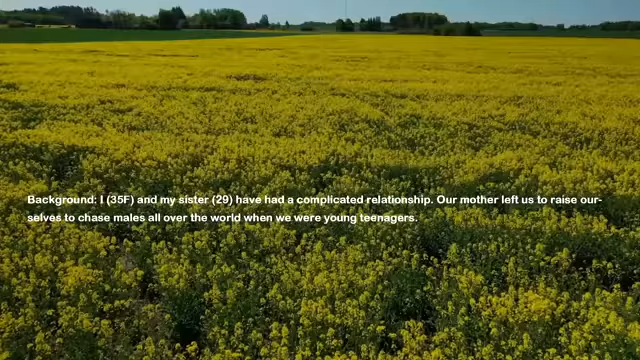 Background: I (35F) and my sister (29) have had a complicated relationship. Our mother left us to raise our-
selves to chase males all over the world when we were young teenagers.